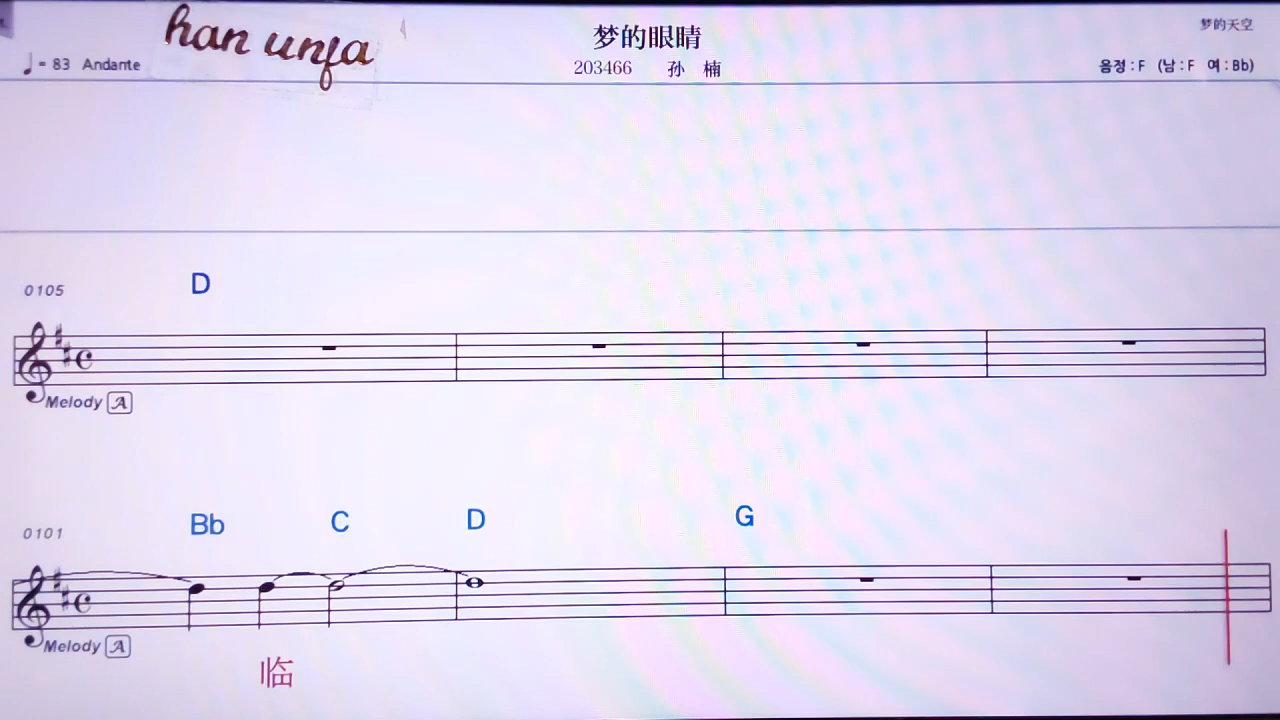 han unfa
梦的眼睛
梦的天空
♩= 83 Andante
203466 孙 楠
음정 : F (남 : F 여 : Bb)
0105
D
Melody A
0101
Bb C D G
Melody A
临